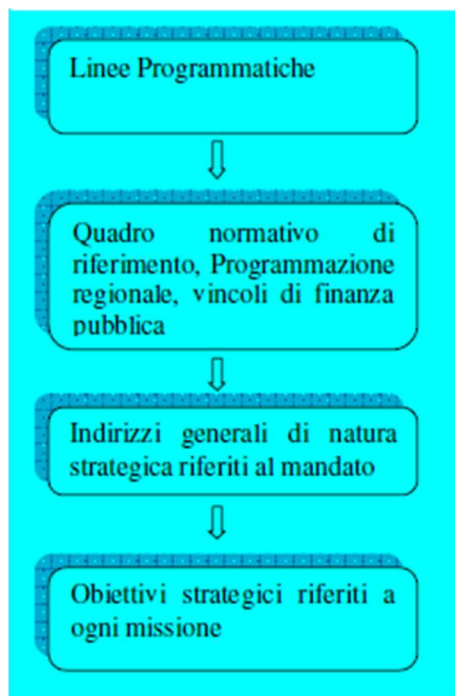 Linee Programmatiche
Quadro normativo di
riferimento, Programmazione
regionale, vincoli di finanza
pubblica
Indirizzi generali di natura
strategica riferiti al mandato
Obiettivi strategici riferiti a
ogni missione